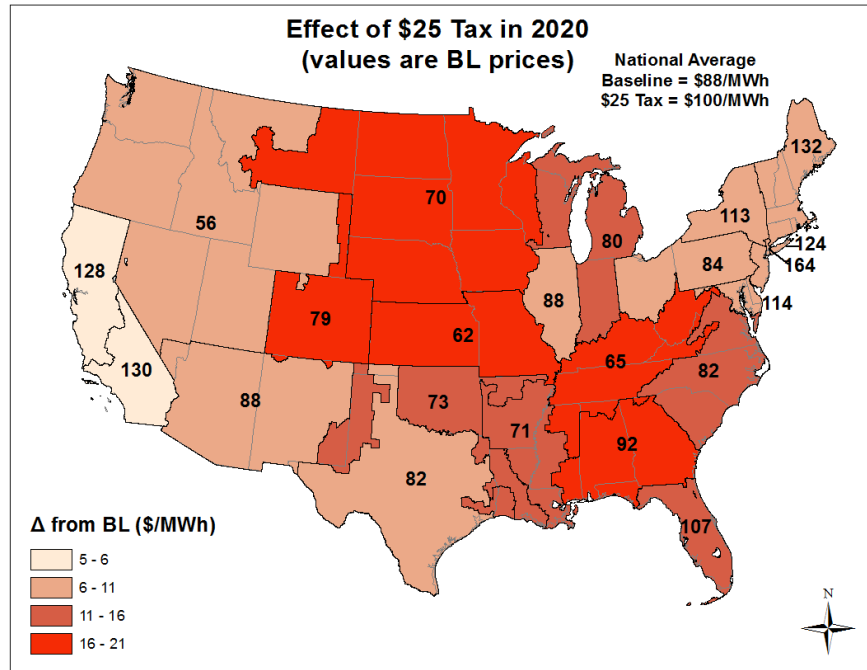 Effect of $25 Tax in 2020
(values are BL prices)
National Average
Baseline = $88/MWh
$25 Tax = $100/MWh
132
70
113
56
80
124
84
164
128
88
114
79
62
130
65
82
88
73
71
92
82
107
Δ from BL ($/MWh)
5 - 6
6 - 11
11 - 16
16 - 21
N